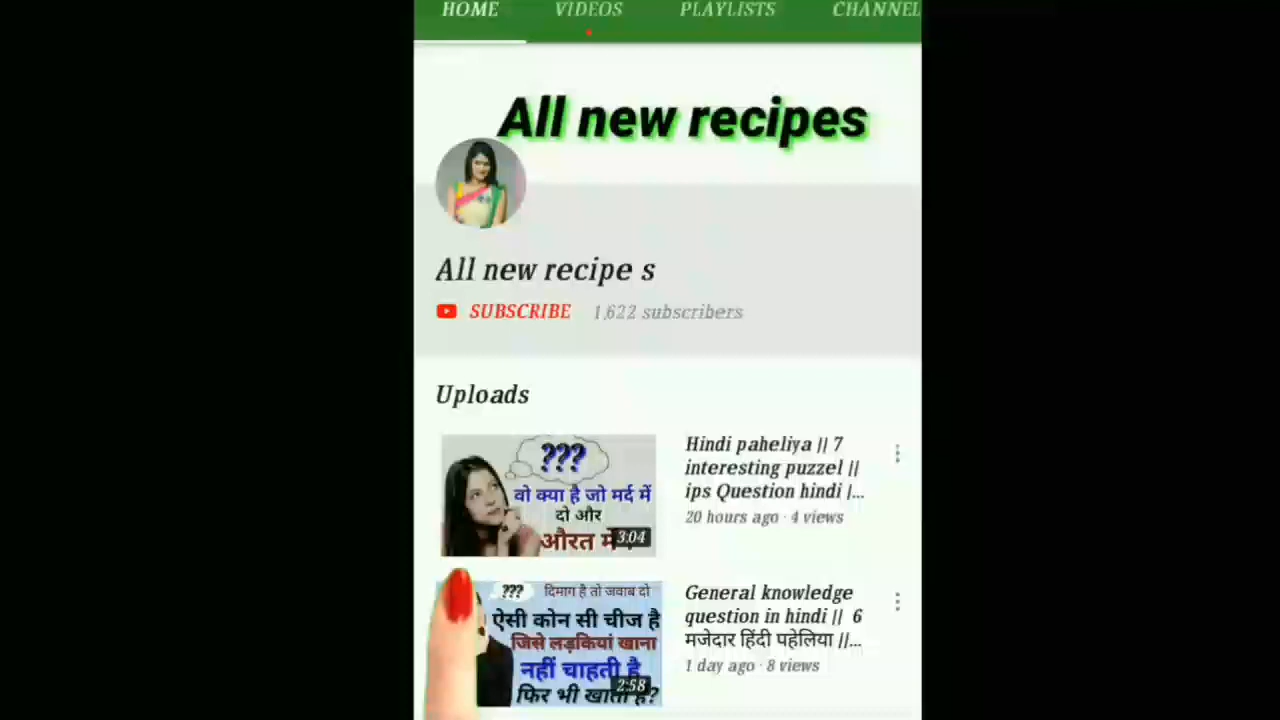 HOME VIDEOS PLAYLISTS CHANNEL
All new recipes
All new recipe s
SUBSCRIBE 1,622 subscribers
Uploads
???
वो क्या है जो मर्द में
दो और
औरत में
3:04
Hindi paheliya || 7
interesting puzzel ||
ips Question hindi |...
20 hours ago · 4 views
??? दिमाग है तो जवाब दो
ऐसी कोन सी चीज है
जिसे लड़कियां खाना
नहीं चाहती है
फिर भी खाती है?
2:58
General knowledge
question in hindi || 6
मजेदार हिंदी पहेलिया ||...
1 day ago · 8 views